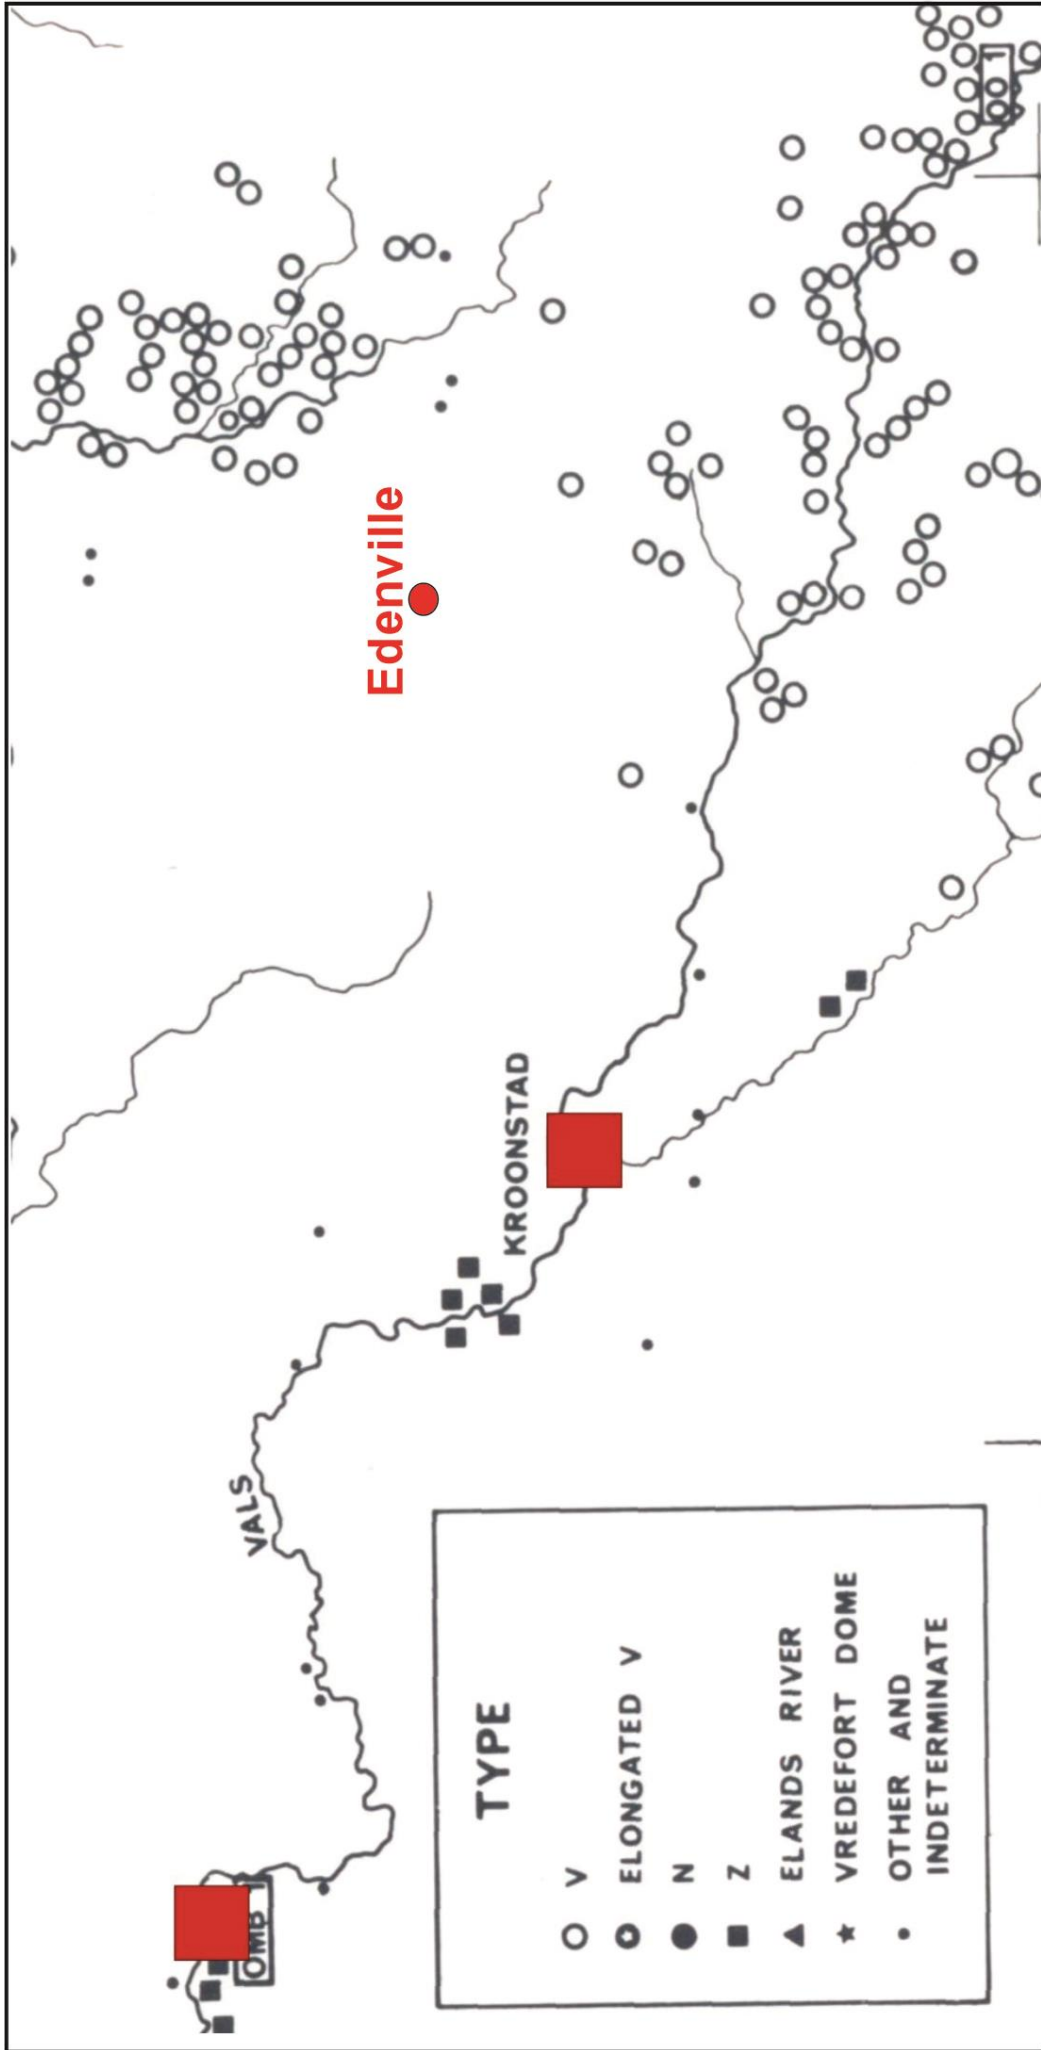 Edenville
KROONSTAD
VALS
OMB 1
TYPE
V
ELONGATED V
N
Z
ELANDS RIVER
VREDEFORT DOME
OTHER AND
INDETERMINATE